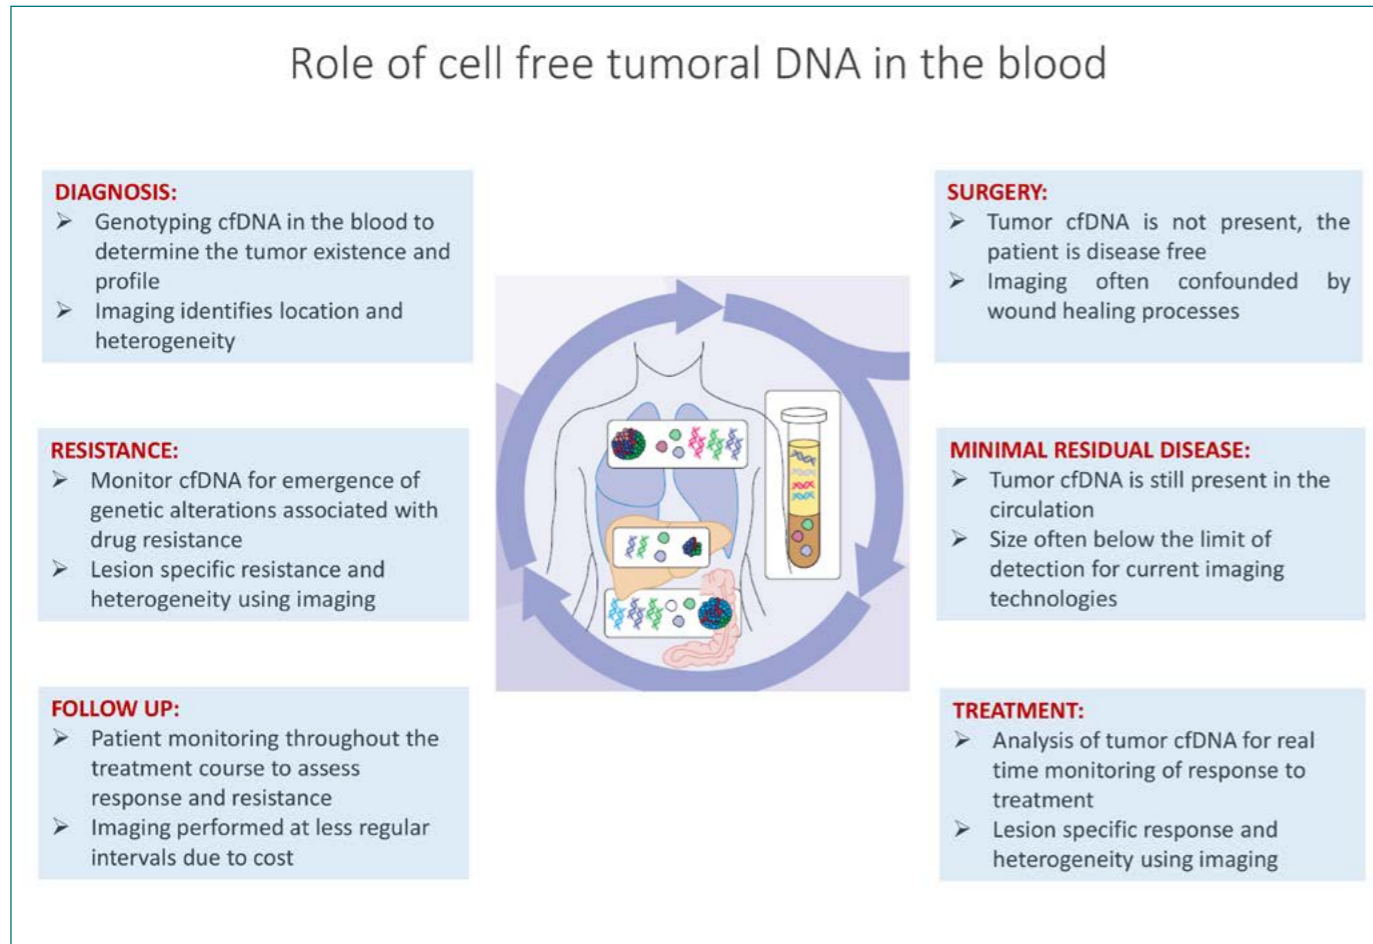 Role of cell free tumoral DNA in the blood
DIAGNOSIS:
➢ Genotyping cfDNA in the blood to
determine the tumor existence and
profile
➢ Imaging identifies location and
heterogeneity
RESISTANCE:
➢ Monitor cfDNA for emergence of
genetic alterations associated with
drug resistance
➢ Lesion specific resistance and
heterogeneity using imaging
FOLLOW UP:
➢ Patient monitoring throughout the
treatment course to assess
response and resistance
➢ Imaging performed at less regular
intervals due to cost
SURGERY:
➢ Tumor cfDNA is not present, the
patient is disease free
➢ Imaging often confounded by
wound healing processes
MINIMAL RESIDUAL DISEASE:
➢ Tumor cfDNA is still present in the
circulation
➢ Size often below the limit of
detection for current imaging
technologies
TREATMENT:
➢ Analysis of tumor cfDNA for real
time monitoring of response to
treatment
➢ Lesion specific response and
heterogeneity using imaging